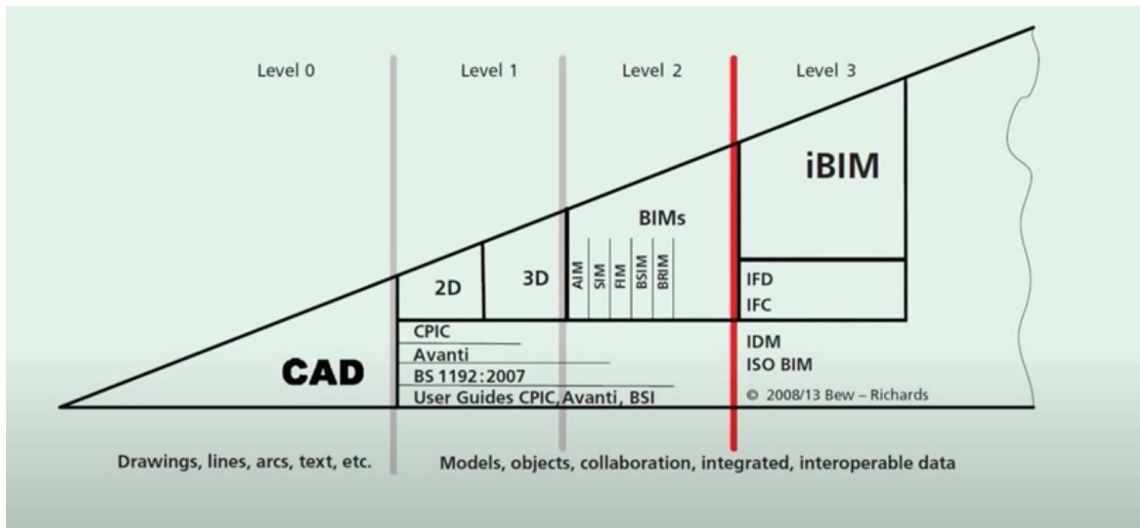 Level 0
Level 1
Level 2
Level 3
iBIM
BIMs
2D
3D
AIM
SIM
FIM
BSIM
BRIM
IFD
IFC
CAD
CPIC
Avanti
BS 1192:2007
User Guides CPIC, Avanti, BSI
IDM
ISO BIM
© 2008/13 Bew – Richards
Drawings, lines, arcs, text, etc.
Models, objects, collaboration, integrated, interoperable data